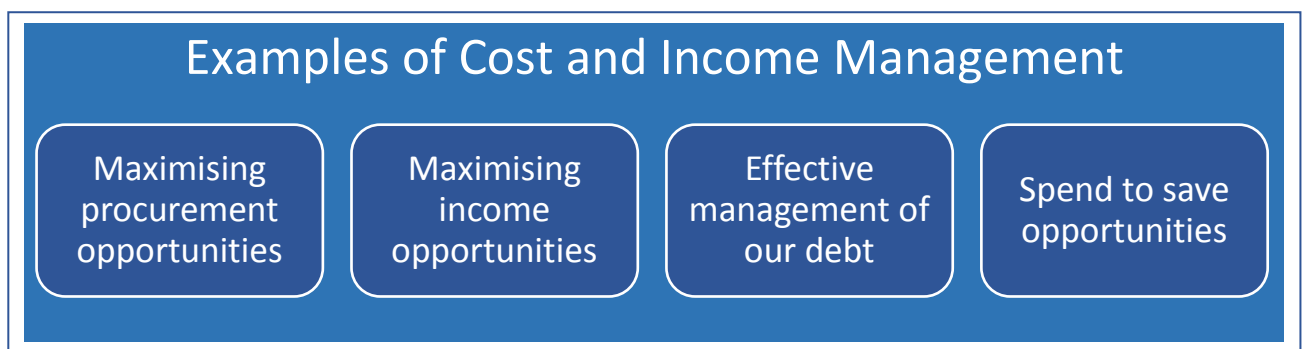 Examples of Cost and Income Management
Maximising
procurement
opportunities
Maximising
income
opportunities
Effective
management of
our debt
Spend to save
opportunities